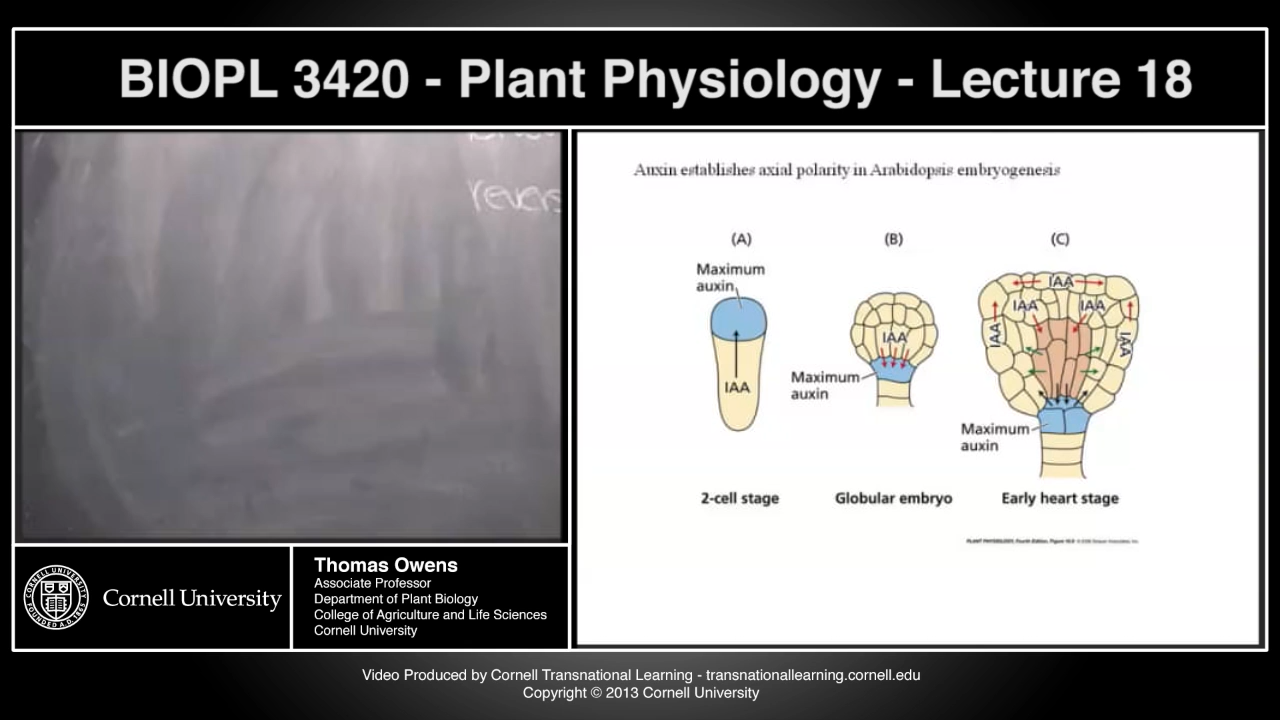 BIOPL 3420 - Plant Physiology - Lecture 18
revers
Auxin establishes axial polarity in Arabidopsis embryogenesis
(A)
(B)
(C)
Maximum
auxin
IAA
IAA
Maximum
auxin
IAA
IAA
IAA
IAA
IAA
Maximum
auxin
2-cell stage
Globular embryo
Early heart stage
Cornell University
Thomas Owens
Associate Professor
Department of Plant Biology
College of Agriculture and Life Sciences
Cornell University
Video Produced by Cornell Transnational Learning - transnationallearning.cornell.edu
Copyright © 2013 Cornell University